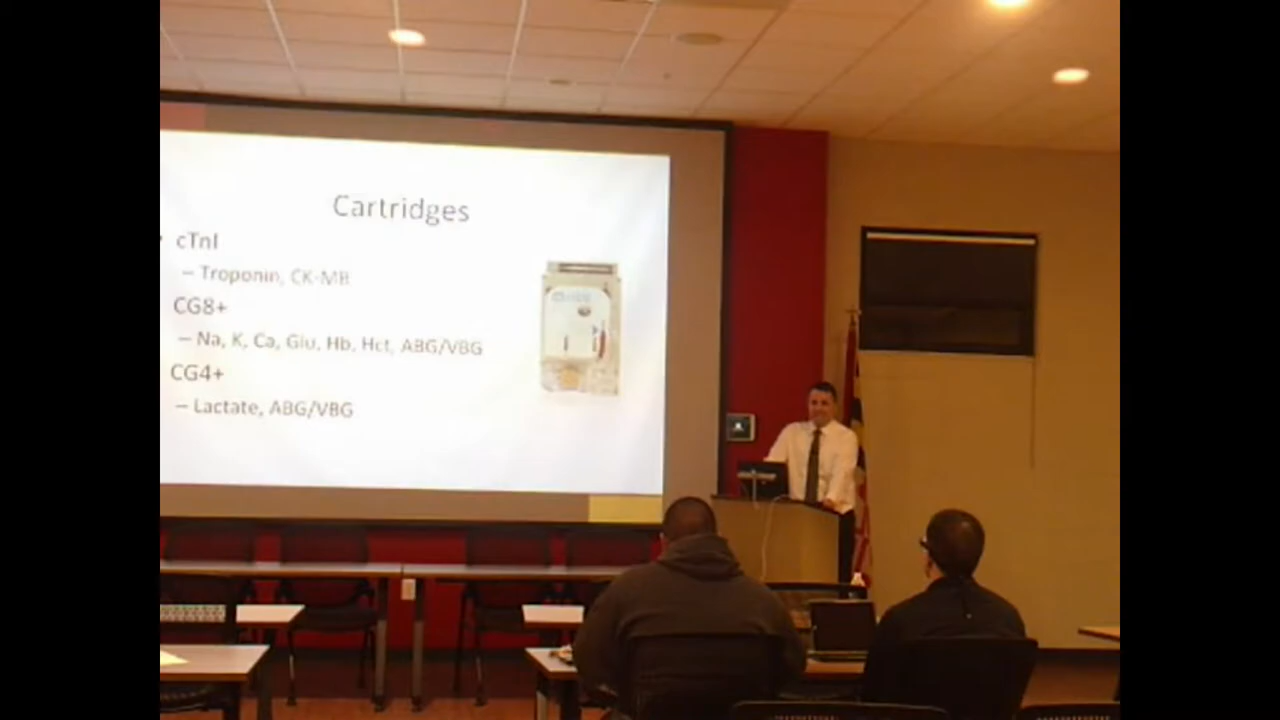 Cartridges
• cTnI
– Troponin, CK-MB
CG8+
– Na, K, Ca, Glu, Hb, Hct, ABG/VBG
CG4+
– Lactate, ABG/VBG